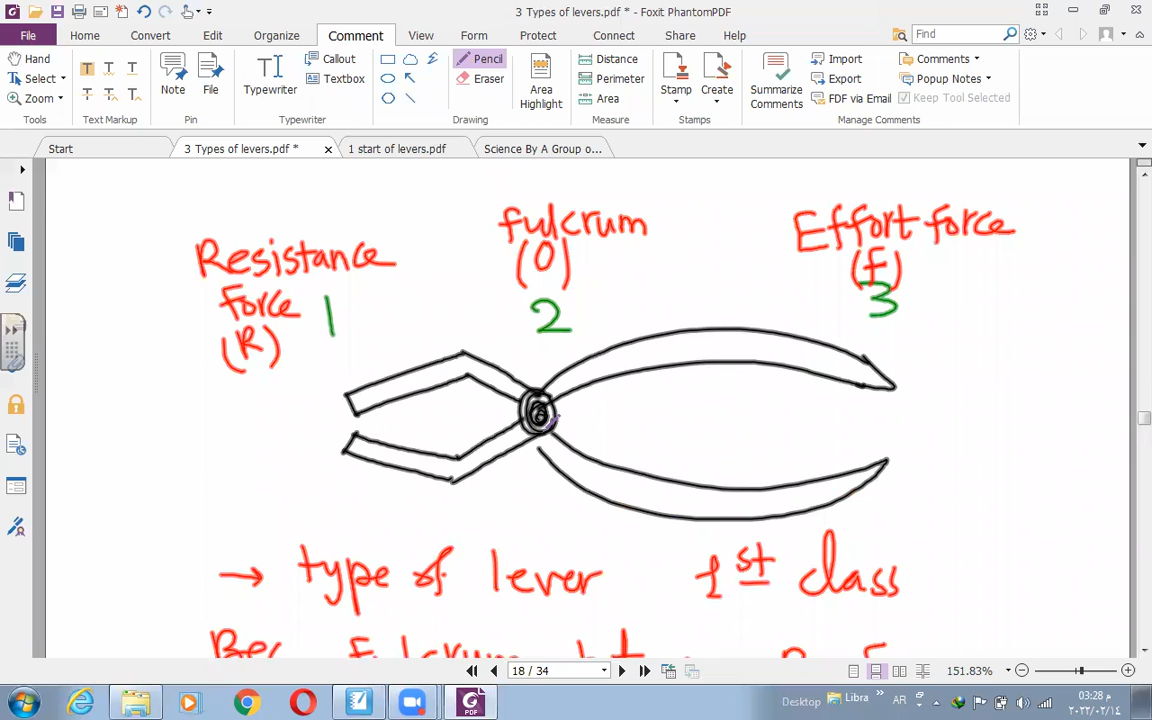 3 Types of levers.pdf * - Foxit PhantomPDF
File Home Convert Edit Organize Comment View Form Protect Connect Share Help Find
Hand
Select
Zoom
Tools
Text Markup
Note
File
Pin
Typewriter
Callout
Textbox
Typewriter
Pencil
Eraser
Drawing
Area Highlight
Distance
Perimeter
Area
Measure
Stamp
Create
Stamps
Summarize Comments
Import
Export
FDF via Email
Comments
Popup Notes
Keep Tool Selected
Manage Comments
Start 3 Types of levers.pdf * 1 start of levers.pdf Science By A Group o...
Resistance force (R) 1
fulcrum (O) 2
Effort force (F) 3
→ type of lever 1st class
18 / 34
151.83%
Desktop Libra AR
03:28 م
٢٠٢٢/٠٢/١٤